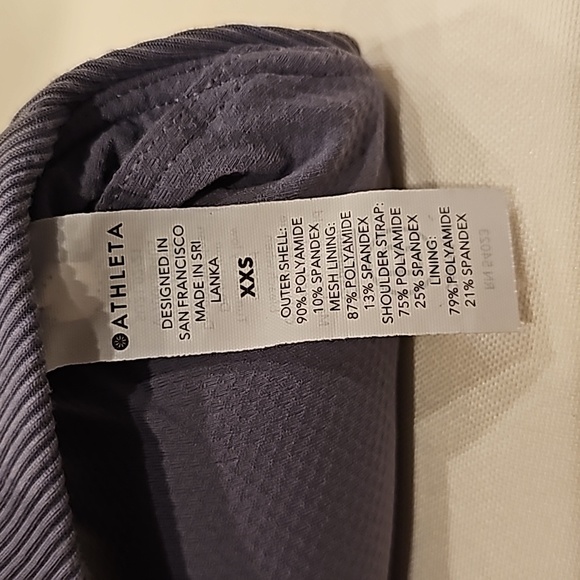 ATHLETA
DESIGNED IN
SAN FRANCISCO
MADE IN SRI
LANKA
XXS
OUTER SHELL:
90% POLYAMIDE
10% SPANDEX
MESH LINING:
87% POLYAMIDE
13% SPANDEX
SHOULDER STRAP:
75% POLYAMIDE
25% SPANDEX
LINING:
79% POLYAMIDE
21% SPANDEX